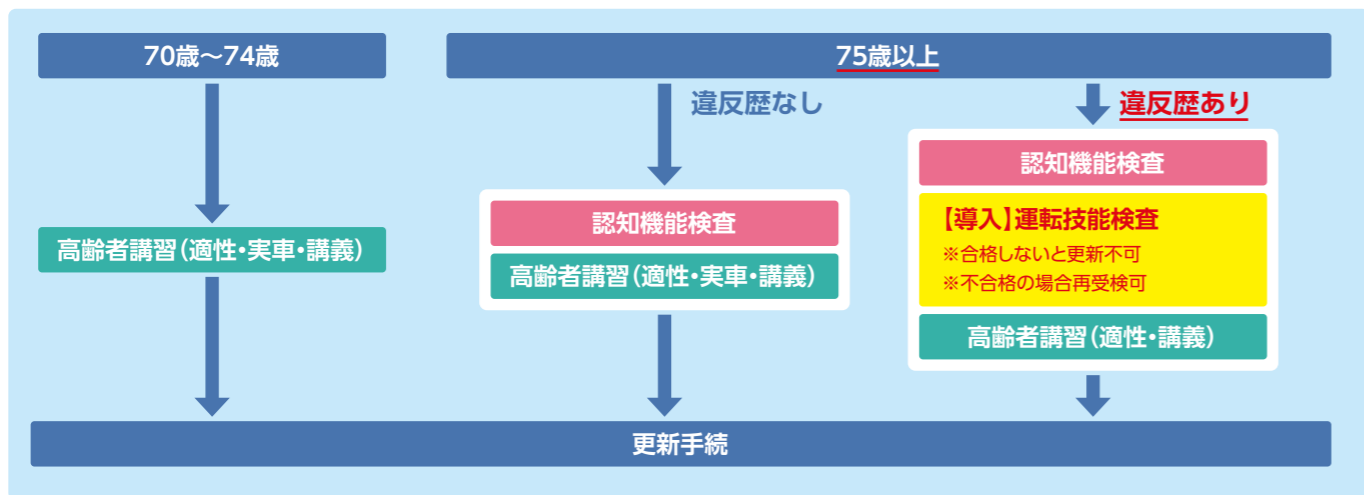 70歳～74歳
高齢者講習（適性・実車・講義）
75歳以上
違反歴なし
認知機能検査
高齢者講習（適性・実車・講義）
違反歴あり
認知機能検査
【導入】運転技能検査
※合格しないと更新不可
※不合格の場合再受検可
高齢者講習（適性・講義）
更新手続